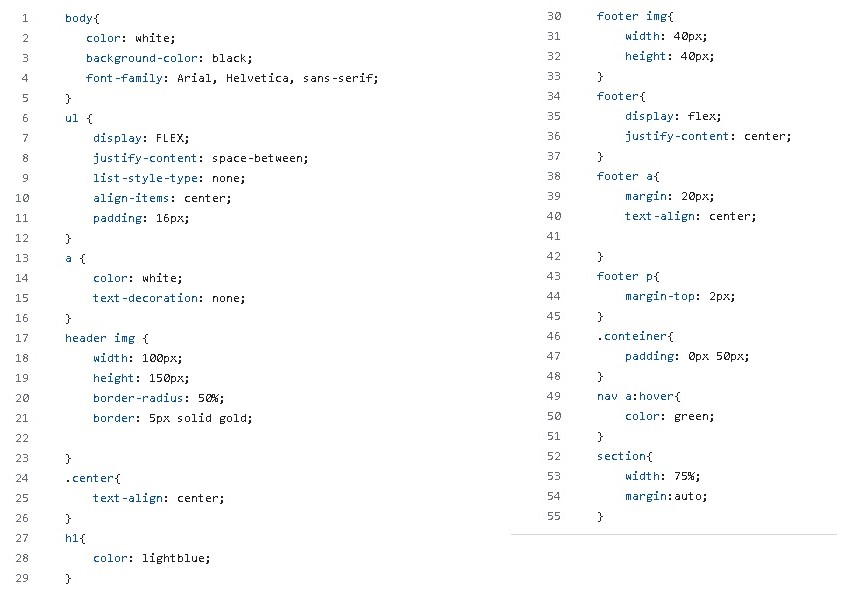 1 body{
2 color: white;
3 background-color: black;
4 font-family: Arial, Helvetica, sans-serif;
5 }
6 ul {
7 display: FLEX;
8 justify-content: space-between;
9 list-style-type: none;
10 align-items: center;
11 padding: 16px;
12 }
13 a {
14 color: white;
15 text-decoration: none;
16 }
17 header img {
18 width: 100px;
19 height: 150px;
20 border-radius: 50%;
21 border: 5px solid gold;
22
23 }
24 .center{
25 text-align: center;
26 }
27 h1{
28 color: lightblue;
29 }
30 footer img{
31 width: 40px;
32 height: 40px;
33 }
34 footer{
35 display: flex;
36 justify-content: center;
37 }
38 footer a{
39 margin: 20px;
40 text-align: center;
41
42 }
43 footer p{
44 margin-top: 2px;
45 }
46 .conteiner{
47 padding: 0px 50px;
48 }
49 nav a:hover{
50 color: green;
51 }
52 section{
53 width: 75%;
54 margin:auto;
55 }